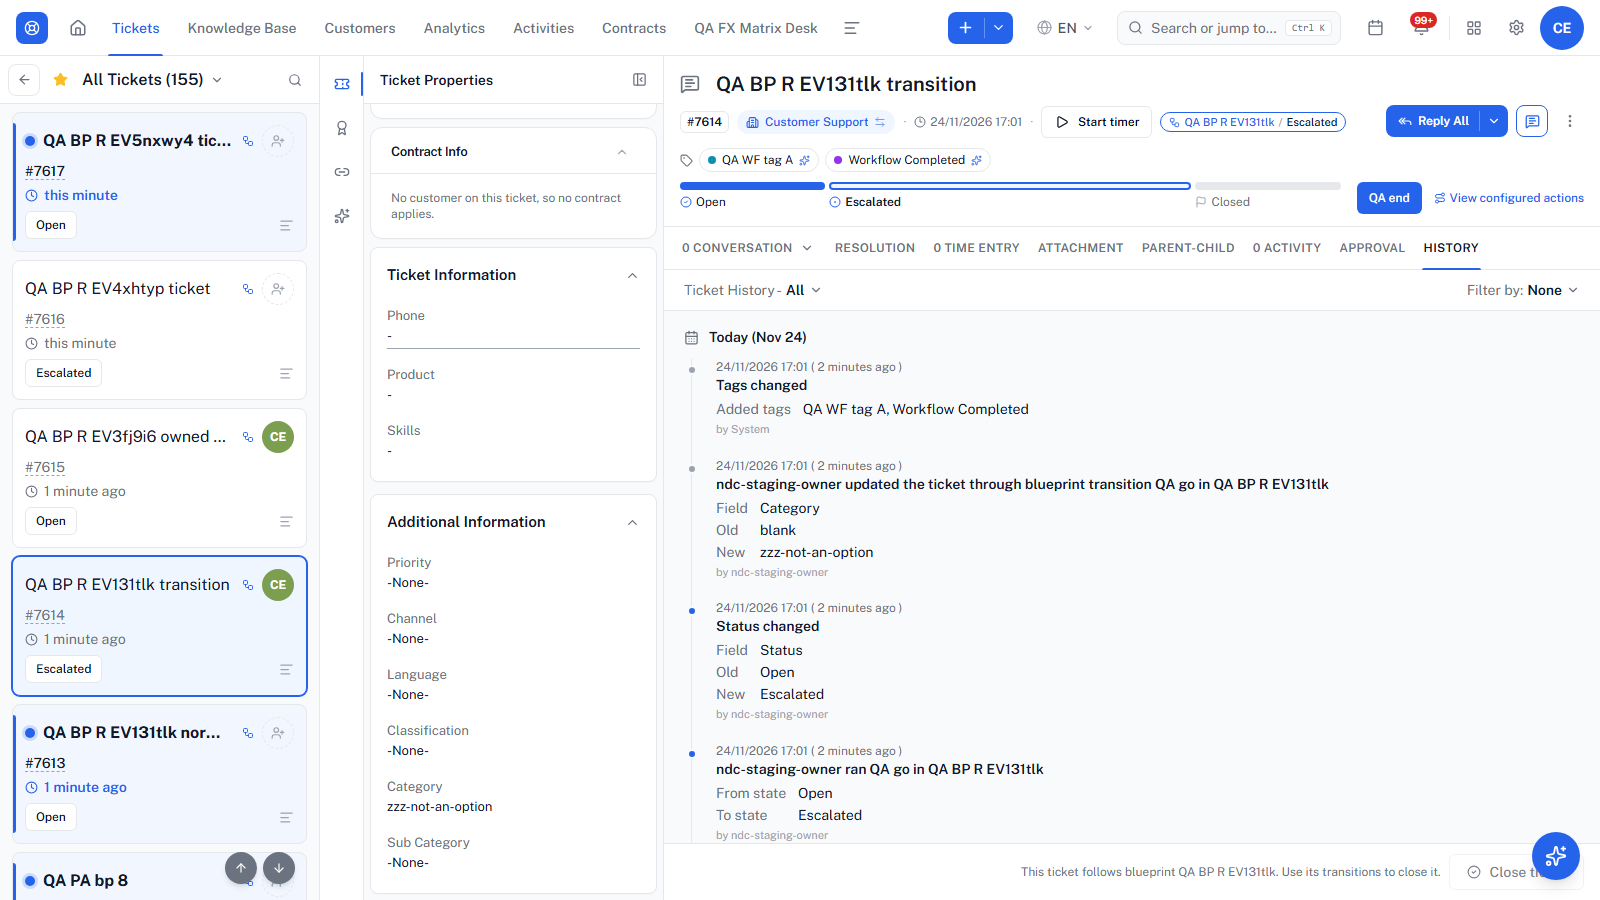 Tickets
Knowledge Base
Customers
Analytics
Activities
Contracts
QA FX Matrix Desk
EN
Search or jump to...
Ctrl K
99+
CE
All Tickets (155)
QA BP R EV5nxwy4 tic...
#7617
this minute
Open
QA BP R EV4xhtyp ticket
#7616
this minute
Escalated
QA BP R EV3fj9i6 owned ...
CE
#7615
1 minute ago
Open
QA BP R EV131tlk transition
CE
#7614
1 minute ago
Escalated
QA BP R EV131tlk nor...
#7613
1 minute ago
Open
QA PA bp 8
Ticket Properties
Contract Info
No customer on this ticket, so no contract
applies.
Ticket Information
Phone
-
Product
-
Skills
-
Additional Information
Priority
-None-
Channel
-None-
Language
-None-
Classification
-None-
Category
zzz-not-an-option
Sub Category
-None-
QA BP R EV131tlk transition
#7614
Customer Support
24/11/2026 17:01
Start timer
QA BP R EV131tlk / Escalated
Reply All
QA WF tag A
Workflow Completed
Open
Escalated
Closed
QA end
View configured actions
0 CONVERSATION
RESOLUTION
0 TIME ENTRY
ATTACHMENT
PARENT-CHILD
0 ACTIVITY
APPROVAL
HISTORY
Ticket History - All
Filter by: None
Today (Nov 24)
24/11/2026 17:01 ( 2 minutes ago )
Tags changed
Added tags QA WF tag A, Workflow Completed
by System
24/11/2026 17:01 ( 2 minutes ago )
ndc-staging-owner updated the ticket through blueprint transition QA go in QA BP R EV131tlk
Field Category
Old blank
New zzz-not-an-option
by ndc-staging-owner
24/11/2026 17:01 ( 2 minutes ago )
Status changed
Field Status
Old Open
New Escalated
by ndc-staging-owner
24/11/2026 17:01 ( 2 minutes ago )
ndc-staging-owner ran QA go in QA BP R EV131tlk
From state Open
To state Escalated
by ndc-staging-owner
This ticket follows blueprint QA BP R EV131tlk. Use its transitions to close it.
Close